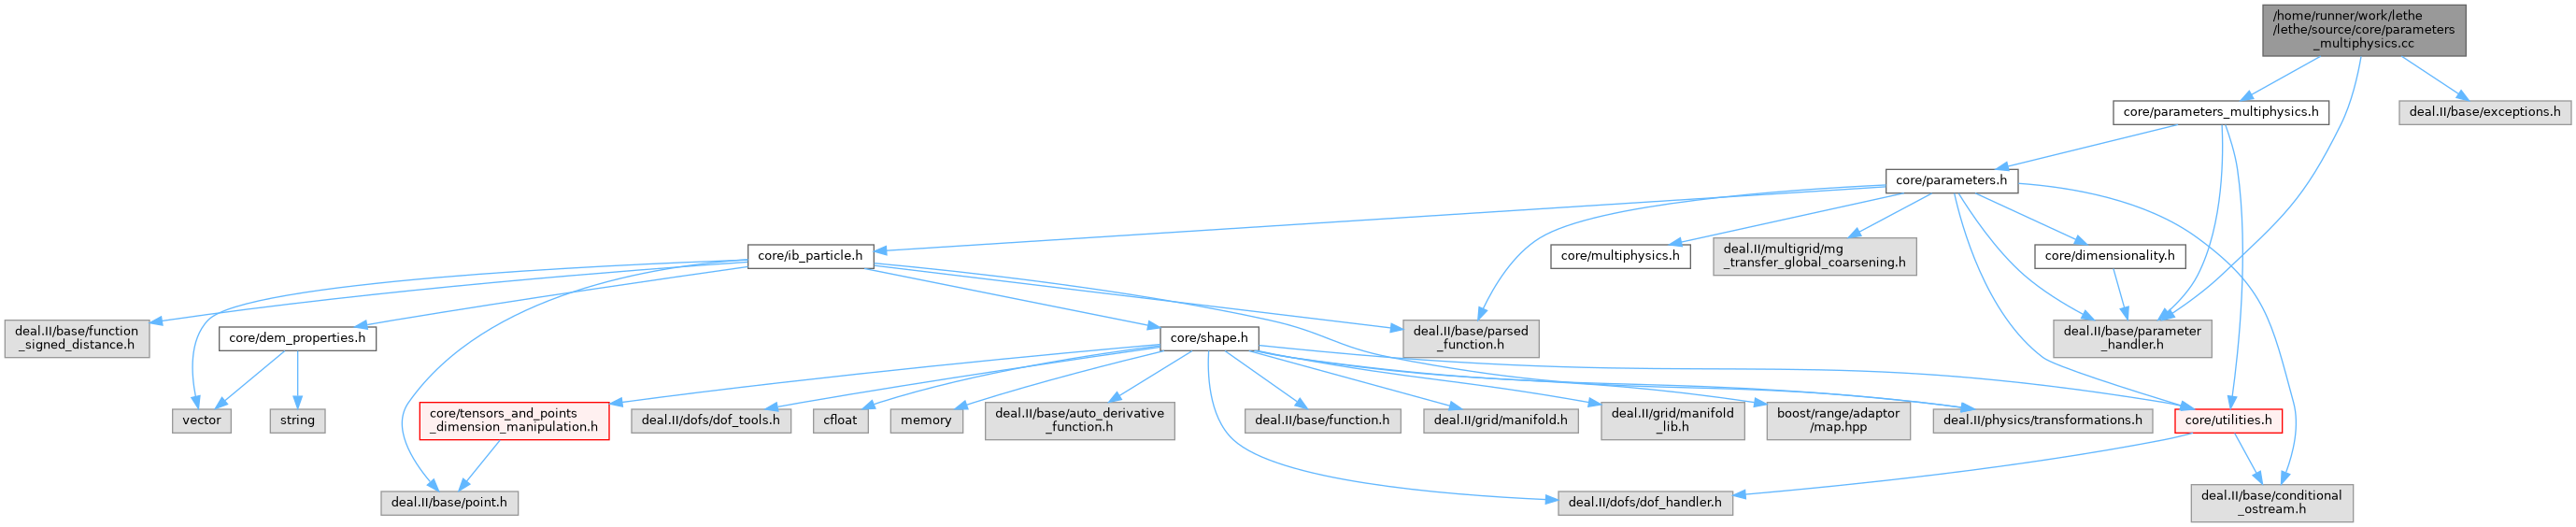 /home/runner/work/lethe
/lethe/source/core/parameters
_multiphysics.cc
core/parameters_multiphysics.h
deal.II/base/exceptions.h
core/parameters.h
core/ib_particle.h
core/multiphysics.h
deal.II/multigrid/mg
_transfer_global_coarsening.h
core/dimensionality.h
deal.II/base/function
_signed_distance.h
core/dem_properties.h
core/shape.h
deal.II/base/parsed
_function.h
deal.II/base/parameter
_handler.h
vector
string
core/tensors_and_points
_dimension_manipulation.h
deal.II/dofs/dof_tools.h
cfloat
memory
deal.II/base/auto_derivative
_function.h
deal.II/base/function.h
deal.II/grid/manifold.h
deal.II/grid/manifold
_lib.h
boost/range/adaptor
/map.hpp
deal.II/physics/transformations.h
core/utilities.h
deal.II/base/point.h
deal.II/dofs/dof_handler.h
deal.II/base/conditional
_ostream.h